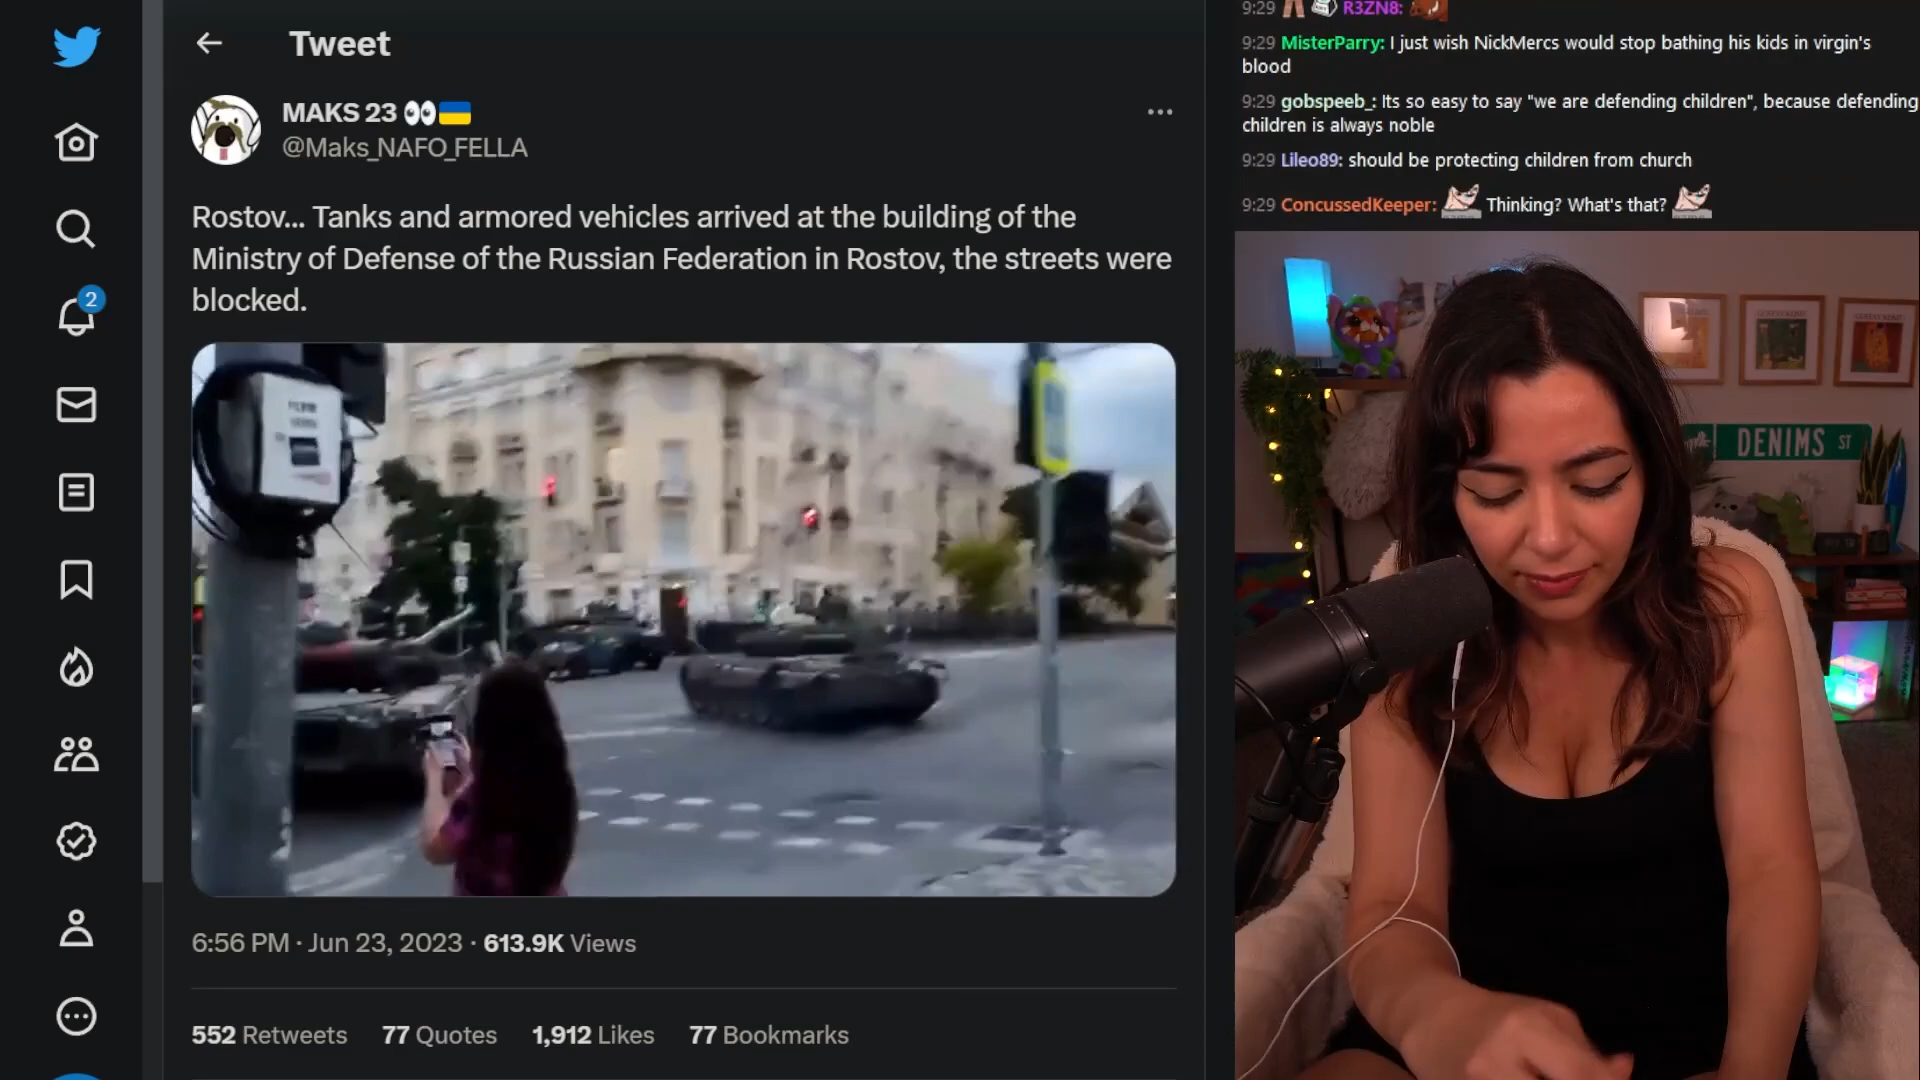 Tweet
MAKS 23 👀🇺🇦
@Maks_NAFO_FELLA
Rostov... Tanks and armored vehicles arrived at the building of the
Ministry of Defense of the Russian Federation in Rostov, the streets were
blocked.
6:56 PM · Jun 23, 2023 · 613.9K Views
552 Retweets 77 Quotes 1,912 Likes 77 Bookmarks
2
9:29 R3ZN8:
9:29 MisterParry: I just wish NickMercs would stop bathing his kids in virgin's
blood
9:29 gobspeeb_: Its so easy to say "we are defending children", because defending
children is always noble
9:29 Lileo89: should be protecting children from church
9:29 ConcussedKeeper: Thinking? What's that?
DENIMS ST